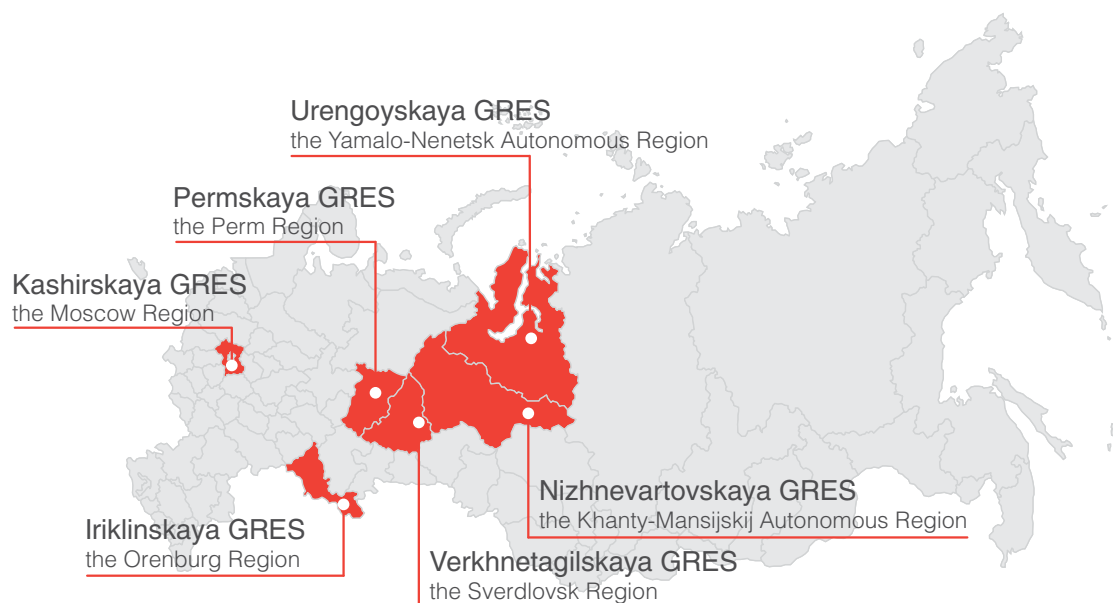 Urengoyskaya GRES
the Yamalo-Nenetsk Autonomous Region
Permskaya GRES
the Perm Region
Kashirskaya GRES
the Moscow Region
Nizhnevartovskaya GRES
the Khanty-Mansijskij Autonomous Region
Iriklinskaya GRES
the Orenburg Region
Verkhnetagilskaya GRES
the Sverdlovsk Region